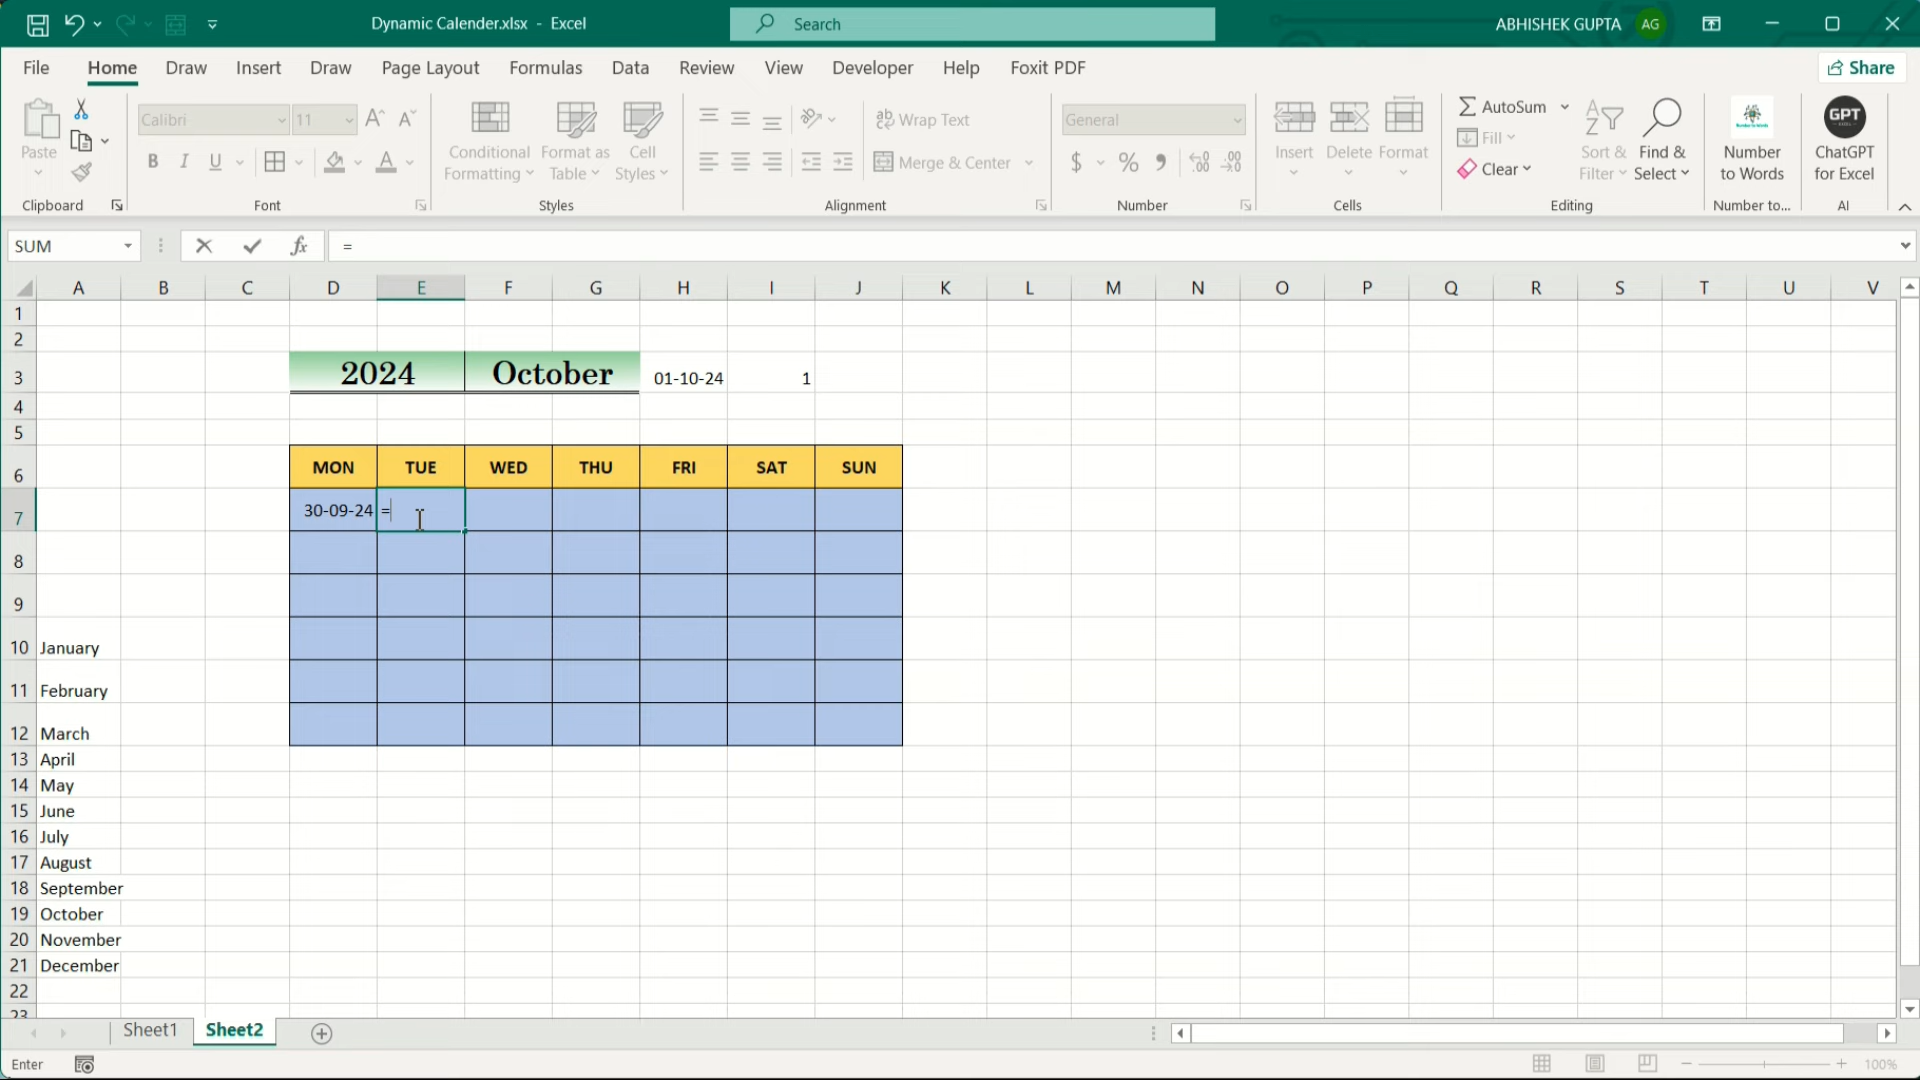 Dynamic Calender.xlsx - Excel
Search
ABHISHEK GUPTA AG
File Home Draw Insert Draw Page Layout Formulas Data Review View Developer Help Foxit PDF Share
Paste
Clipboard
Calibri 11
B I U A
Font
Conditional Formatting
Format as Table
Cell Styles
Styles
Wrap Text
Merge & Center
Alignment
General
$ % 9
Number
Insert Delete Format
Cells
AutoSum
Fill
Clear
Sort & Filter
Find & Select
Editing
Number to Words
Number to...
GPT
ChatGPT for Excel
AI
SUM fx =
A B C D E F G H I J K L M N O P Q R S T U V
1
2
3 2024 October 01-10-24 1
4
5
6 MON TUE WED THU FRI SAT SUN
7 30-09-24 =
8
9
10 January
11 February
12 March
13 April
14 May
15 June
16 July
17 August
18 September
19 October
20 November
21 December
22
23
Sheet1 Sheet2
Enter 100%